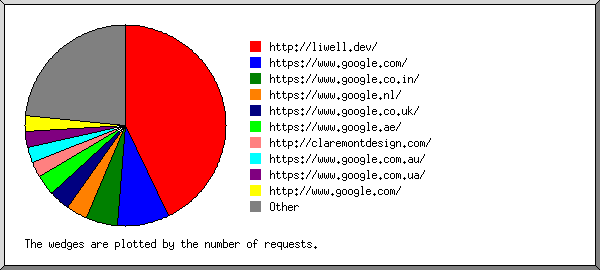 http://liwell.dev/
https://www.google.com/
https://www.google.co.in/
https://www.google.nl/
https://www.google.co.uk/
https://www.google.ae/
http://claremontdesign.com/
https://www.google.com.au/
https://www.google.com.ua/
http://www.google.com/
Other
The wedges are plotted by the number of requests.